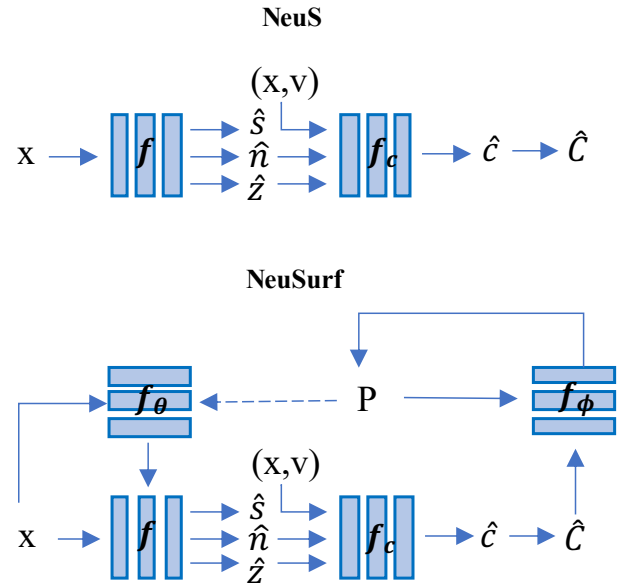 NeuS
(x,v)
x f ŝ f_c ĉ Ĉ
n̂
ẑ
NeuSurf
f_θ P f_ϕ
(x,v)
x f ŝ f_c ĉ Ĉ
n̂
ẑ